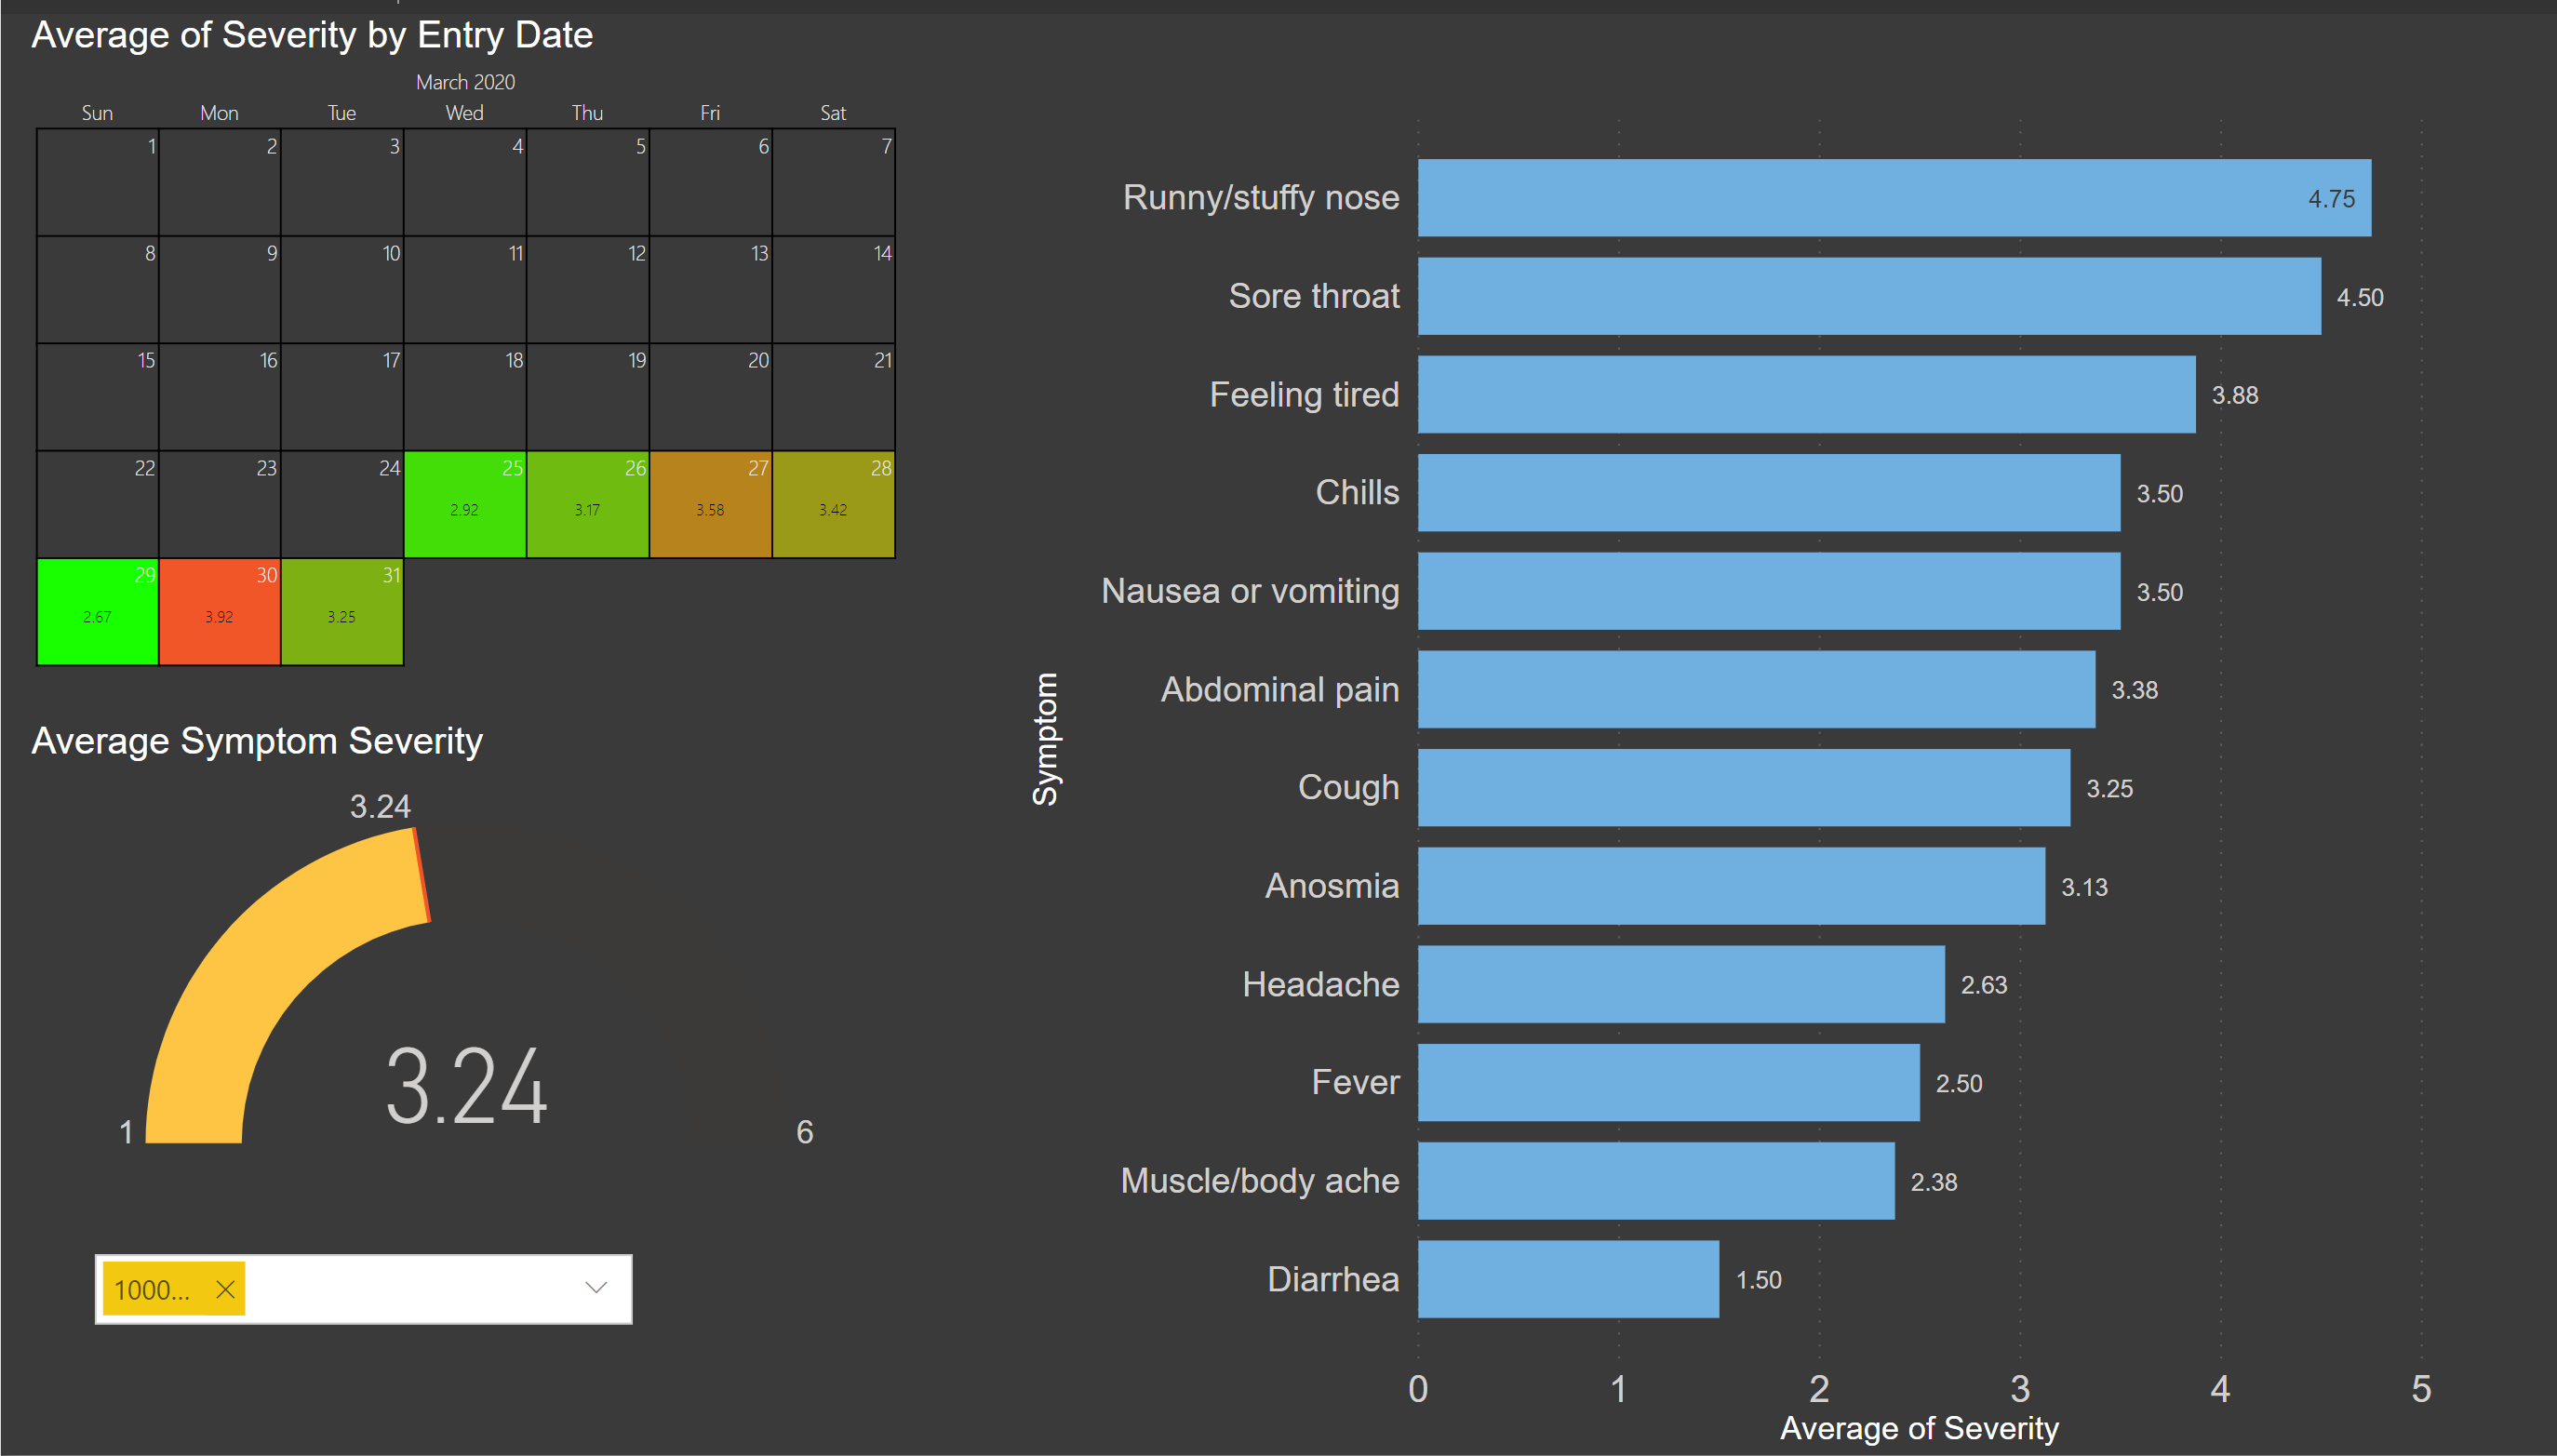 Average of Severity by Entry Date
March 2020
Sun Mon Tue Wed Thu Fri Sat
1 2 3 4 5 6 7
8 9 10 11 12 13 14
15 16 17 18 19 20 21
22 23 24 25 26 27 28
2.92 3.17 3.58 3.42
29 30 31
2.67 3.92 3.25
Average Symptom Severity
3.24
3.24
1 6
1000...
Symptom
Runny/stuffy nose 4.75
Sore throat 4.50
Feeling tired 3.88
Chills 3.50
Nausea or vomiting 3.50
Abdominal pain 3.38
Cough 3.25
Anosmia 3.13
Headache 2.63
Fever 2.50
Muscle/body ache 2.38
Diarrhea 1.50
0 1 2 3 4 5
Average of Severity